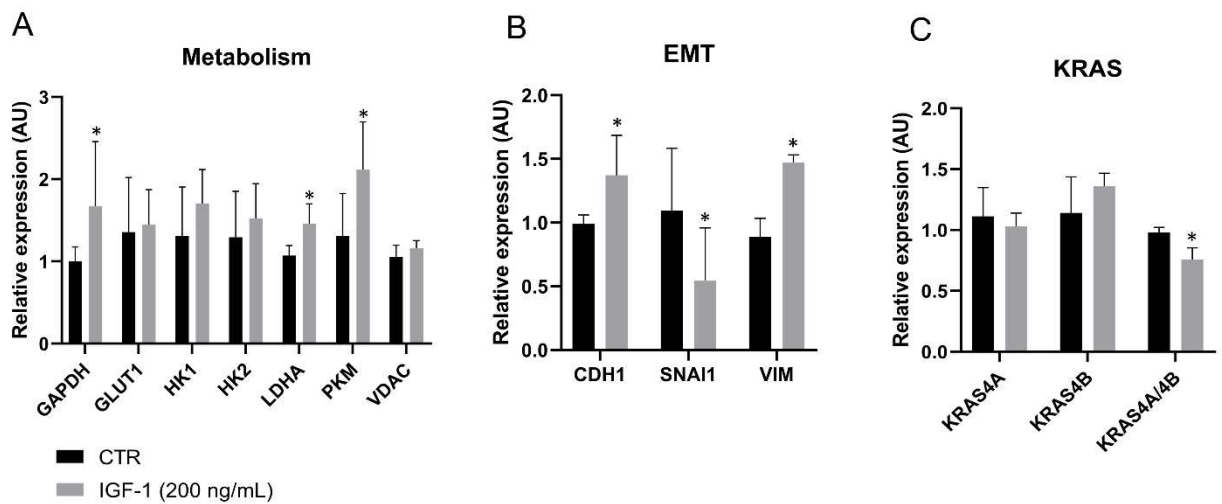 A
Metabolism
Relative expression (AU)
3
2
1
0
*
*
*
GAPDH
GLUT1
HK1
HK2
LDHA
PKM
VDAC
CTR
IGF-1 (200 ng/mL)
B
EMT
Relative expression (AU)
2.0
1.5
1.0
0.5
0.0
*
*
*
CDH1
SNAI1
VIM
C
KRAS
Relative expression (AU)
2.0
1.5
1.0
0.5
0.0
*
KRAS4A
KRAS4B
KRAS4A/4B